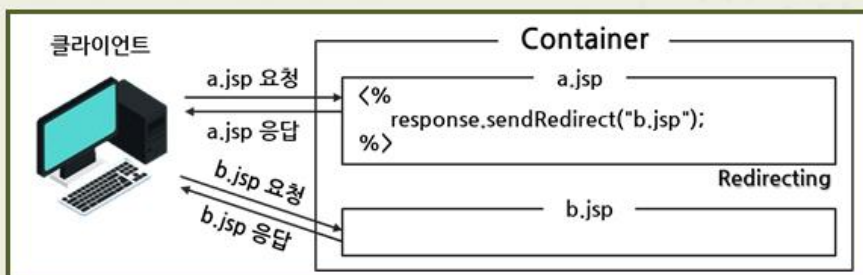 클라이언트
Container
a.jsp 요청
a.jsp 응답
b.jsp 요청
b.jsp 응답
a.jsp
<%
response.sendRedirect("b.jsp");
%>
Redirecting
b.jsp